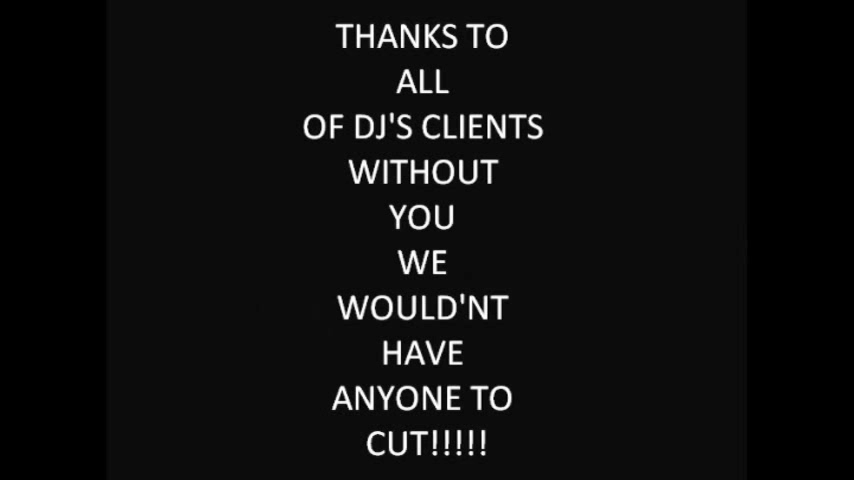 THANKS TO
ALL
OF DJ'S CLIENTS
WITHOUT
YOU
WE
WOULD'NT
HAVE
ANYONE TO
CUT!!!!!